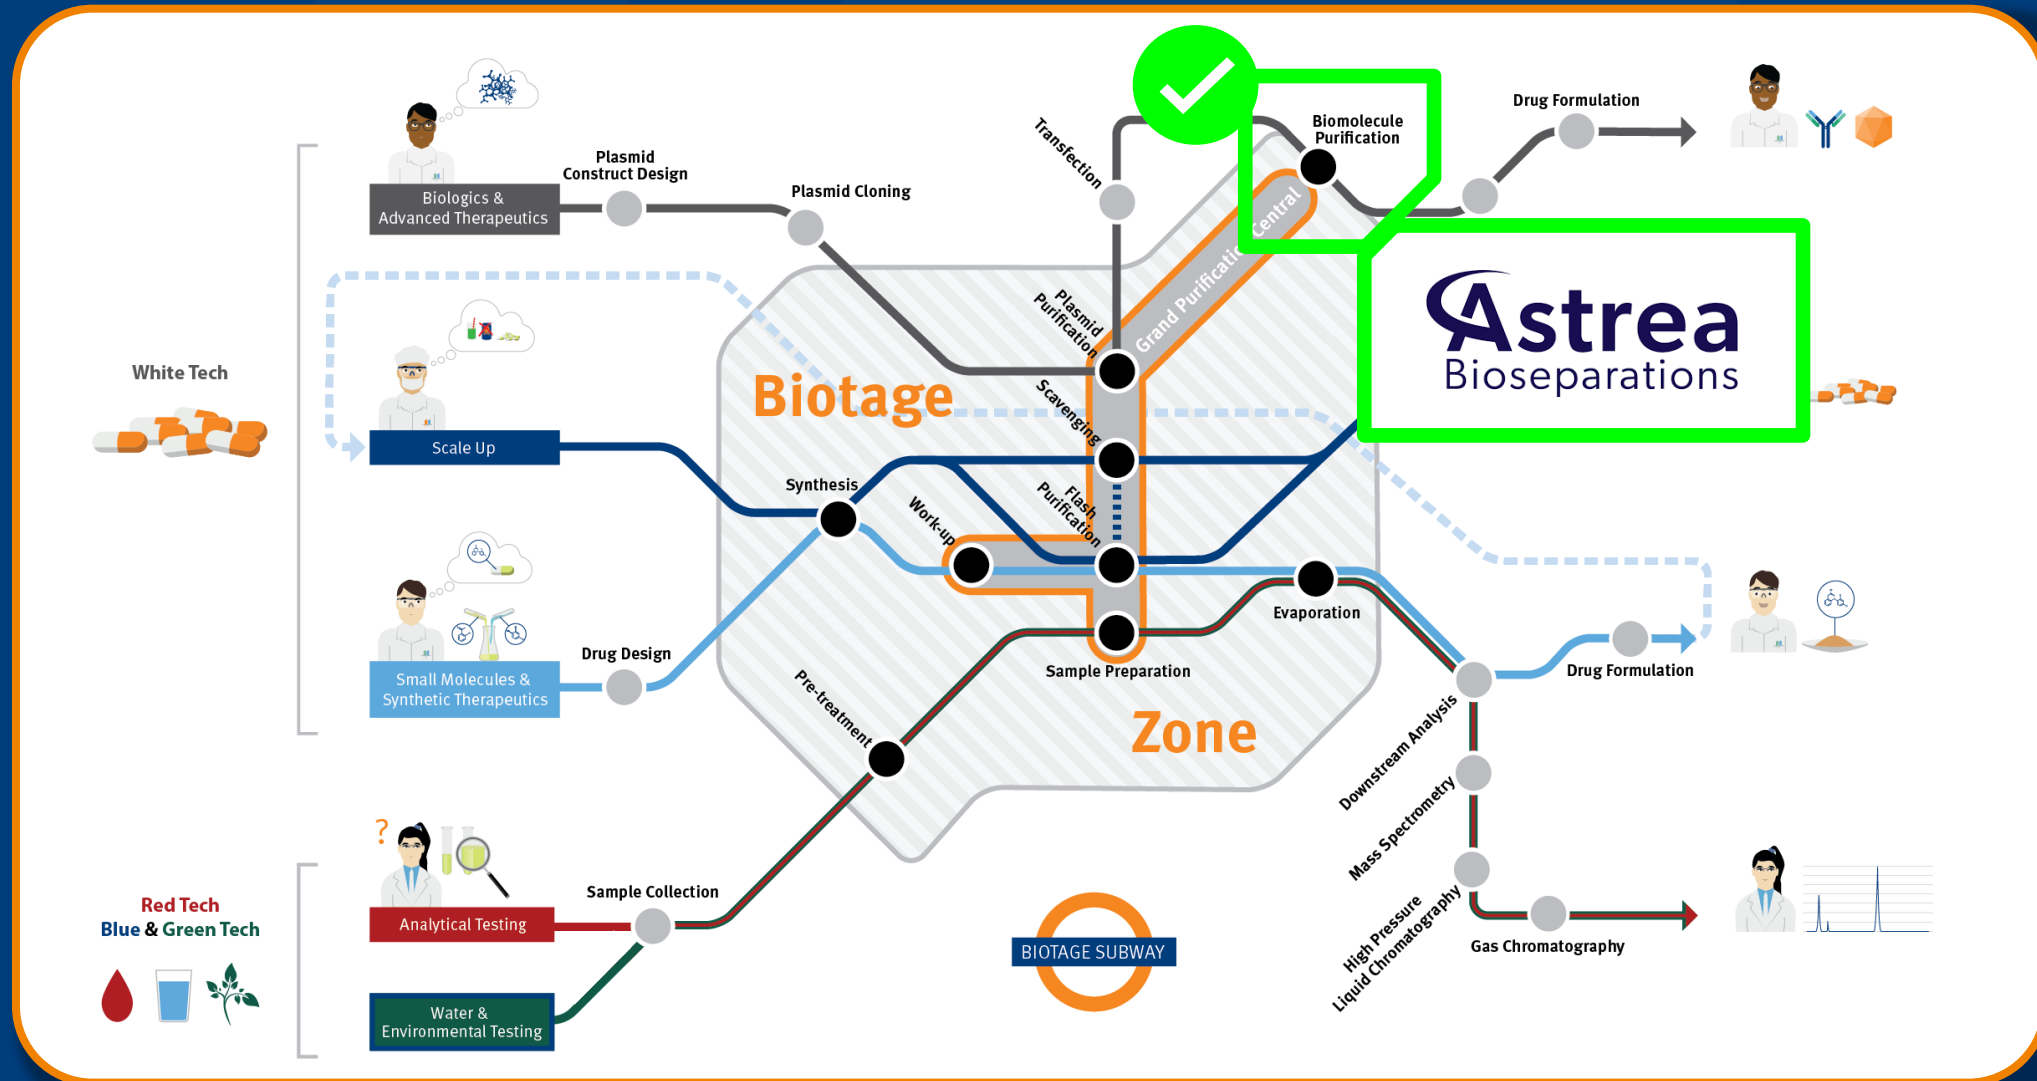 Plasmid
Construct Design
Plasmid Cloning
Transfection
Biomolecule
Purification
Drug Formulation
Biologics &
Advanced Therapeutics
Grand Purification Central
Plasmid
Purification
Astrea
Bioseparations
White Tech
Biotage
Scavenging
Scale Up
Synthesis
Work-up
Flash
Purification
Evaporation
Drug Design
Sample Preparation
Small Molecules &
Synthetic Therapeutics
Drug Formulation
Pre-treatment
Zone
Downstream Analysis
Mass Spectrometry
?
Red Tech
Blue & Green Tech
Sample Collection
Analytical Testing
High Pressure
Liquid Chromatography
Gas Chromatography
BIOTAGE SUBWAY
Water &
Environmental Testing